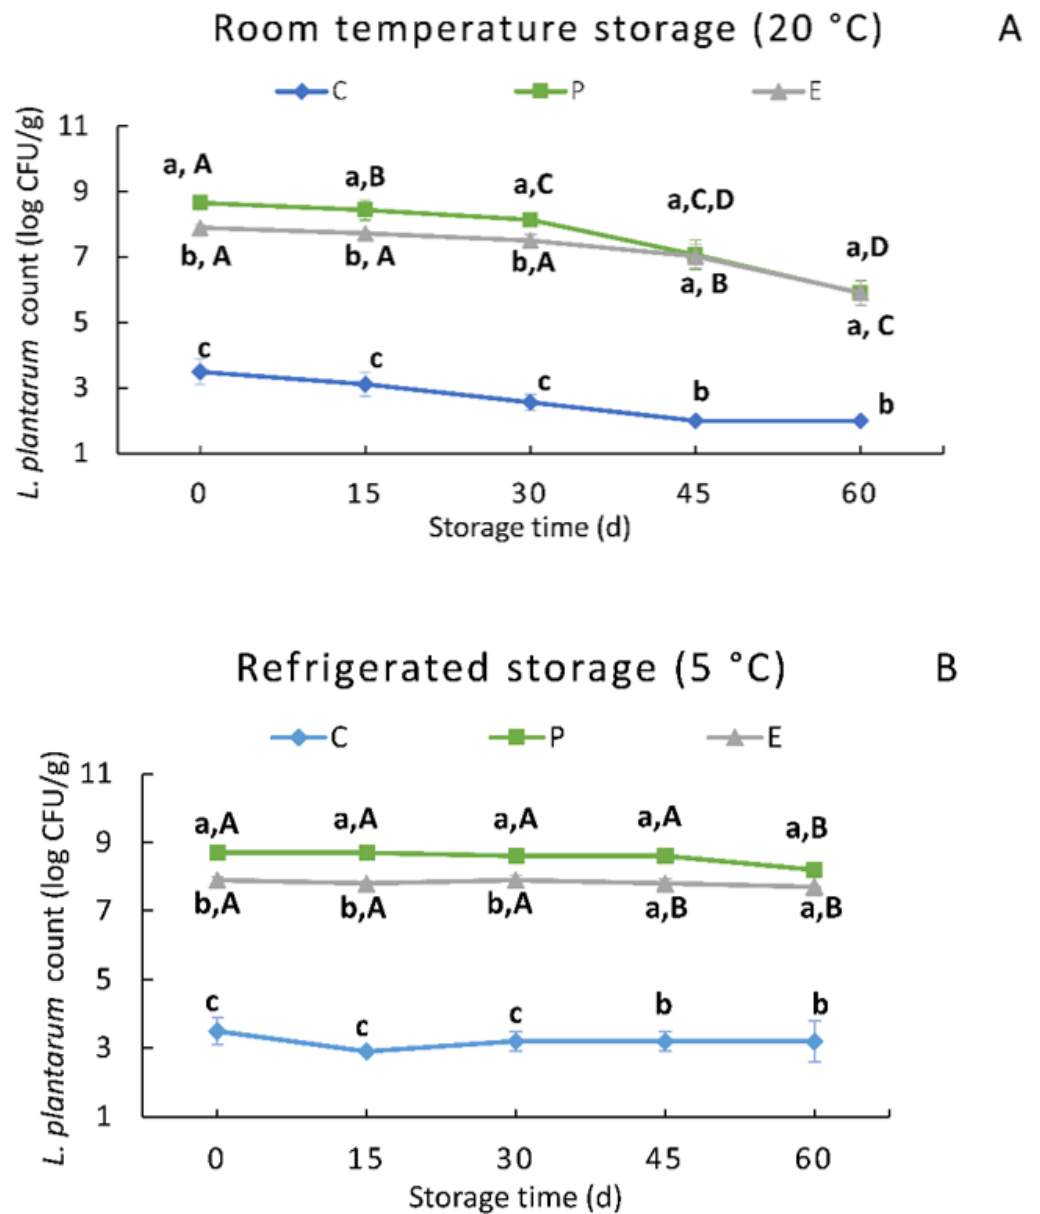 Room temperature storage (20 °C) A
C P E
L. plantarum count (log CFU/g)
11
9
7
5
3
1
a, A a,B a,C a,C,D a,D
b, A b, A b,A a, B a, C
c c c b b
0 15 30 45 60
Storage time (d)
Refrigerated storage (5 °C) B
C P E
L. plantarum count (log CFU/g)
11
9
7
5
3
1
a,A a,A a,A a,A a,B
b,A b,A b,A a,B a,B
c c c b b
0 15 30 45 60
Storage time (d)